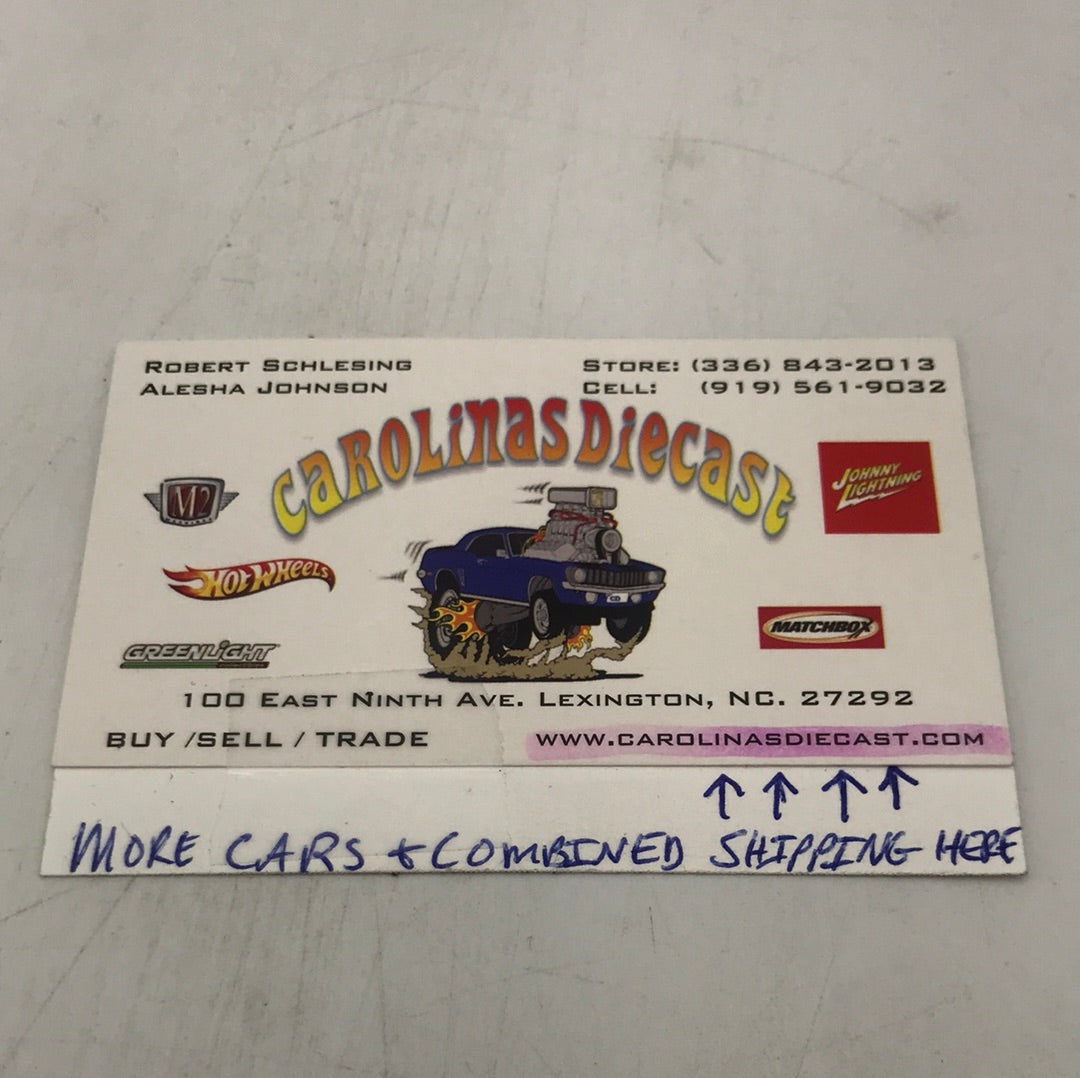 ROBERT SCHLESING
ALESHA JOHNSON
STORE: (336) 843-2013
CELL: (919) 561-9032
CAROLINAS DIECAST
M2
JOHNNY
LIGHTNING
HOT WHEELS
MATCHBOX
GREENLIGHT
100 EAST NINTH AVE. LEXINGTON, NC. 27292
BUY /SELL / TRADE
WWW.CAROLINASDIECAST.COM
MORE CARS + COMBINED SHIPPING HERE